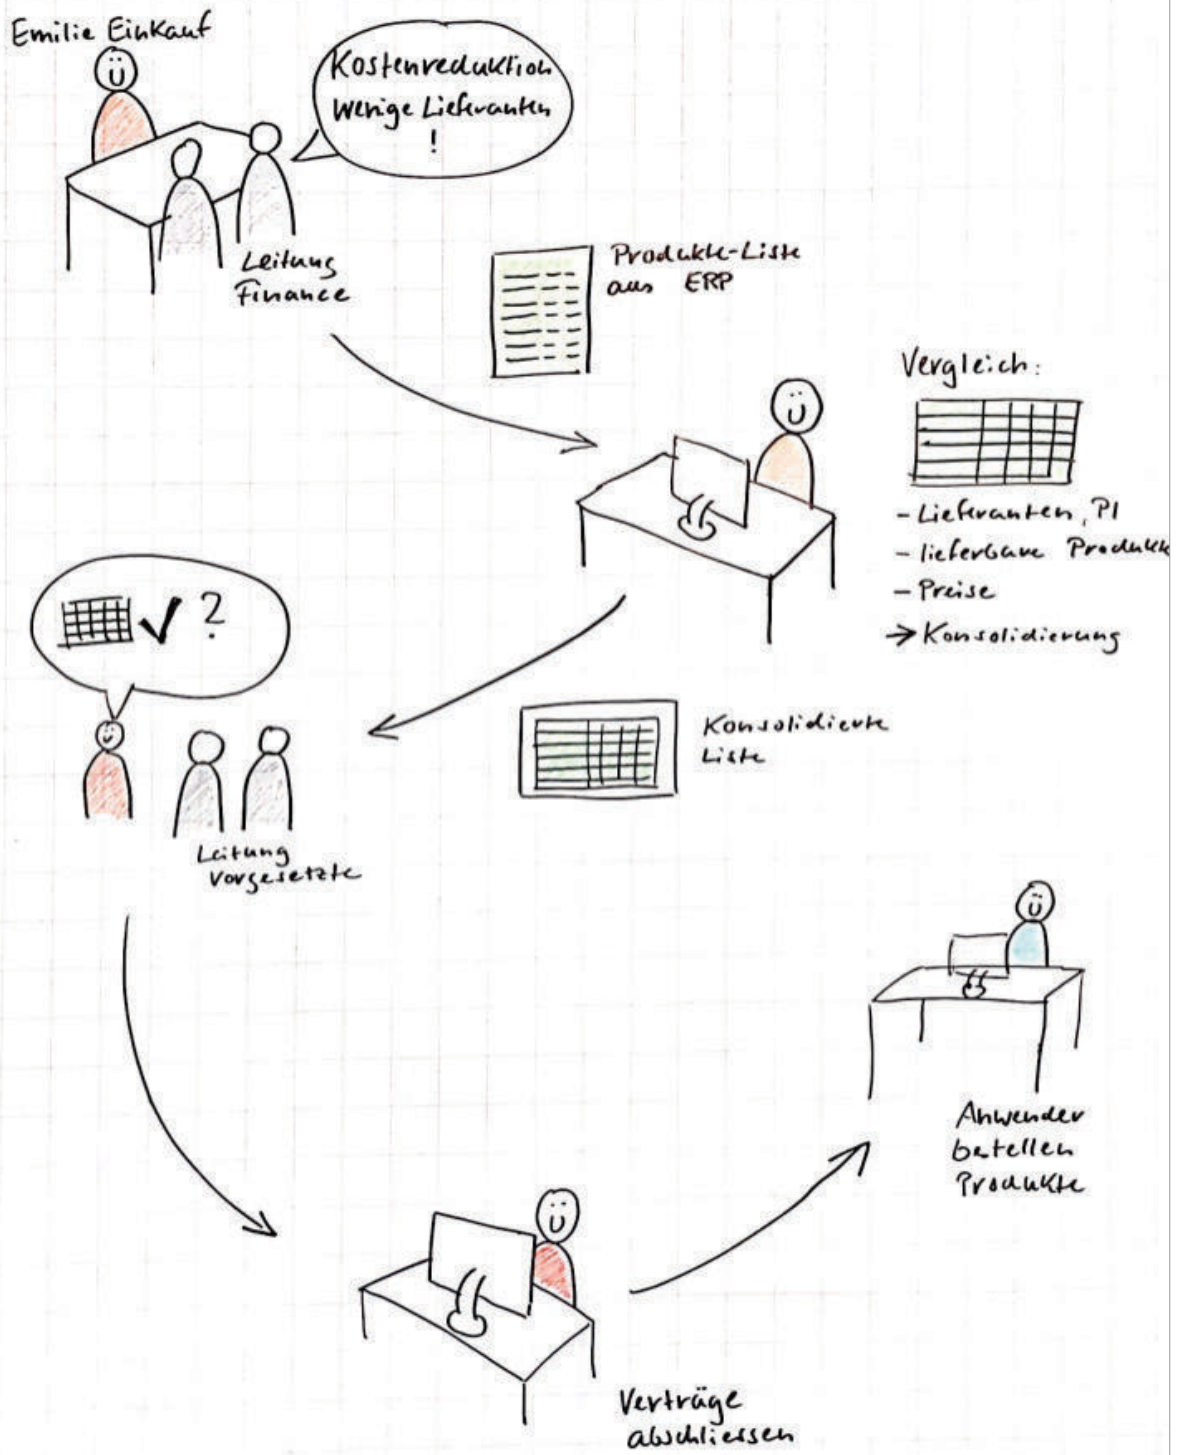 Emilie Einkauf
Kostenreduktion
Wenige Lieferanten
!
Leitung
Finance
Produkte-Liste
aus ERP
Vergleich:
- Lieferanten, Pl
- lieferbare Produkte
- Preise
→ Konsolidierung
?
Konsolidierte
Liste
Leitung
Vorgesetzte
Anwender
bestellen
Produkte
Verträge
abschliessen